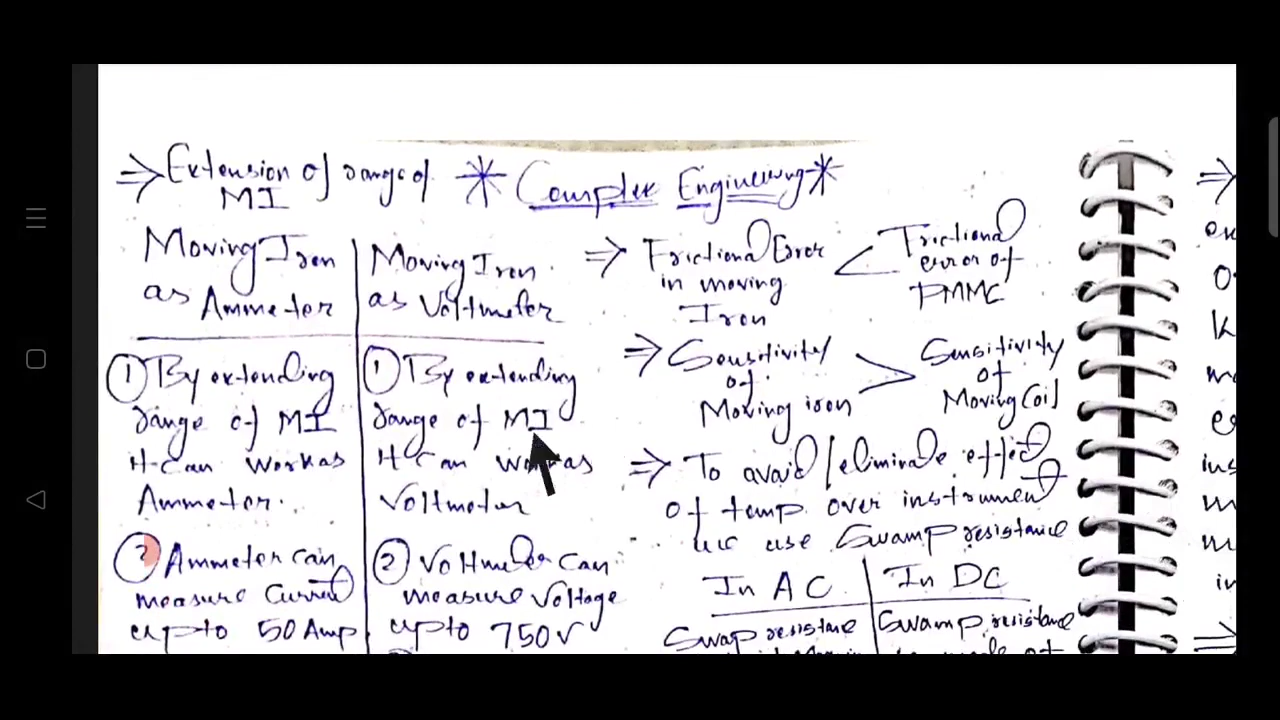 ⇒ Extension of range of
MI
* Complex Engineering *
Moving Iron
as Ammeter
① By extending
range of MI
It can work as
Ammeter.
② Ammeter can
measure current
upto 50 Amp
Moving Iron
as Voltmeter
① By extending
range of MI
It can work as
Voltmeter
② Voltmeter can
measure voltage
upto 750V
⇒ Frictional Error
in moving
Iron
<
Frictional
error of
PMMC
⇒ Sensitivity
of
Moving iron
>
Sensitivity
of
Moving Coil
⇒ To avoid/eliminate effect
of temp. over instrument
we use Swamp resistance
In AC
Swap resistane
In DC
Swamp resistance